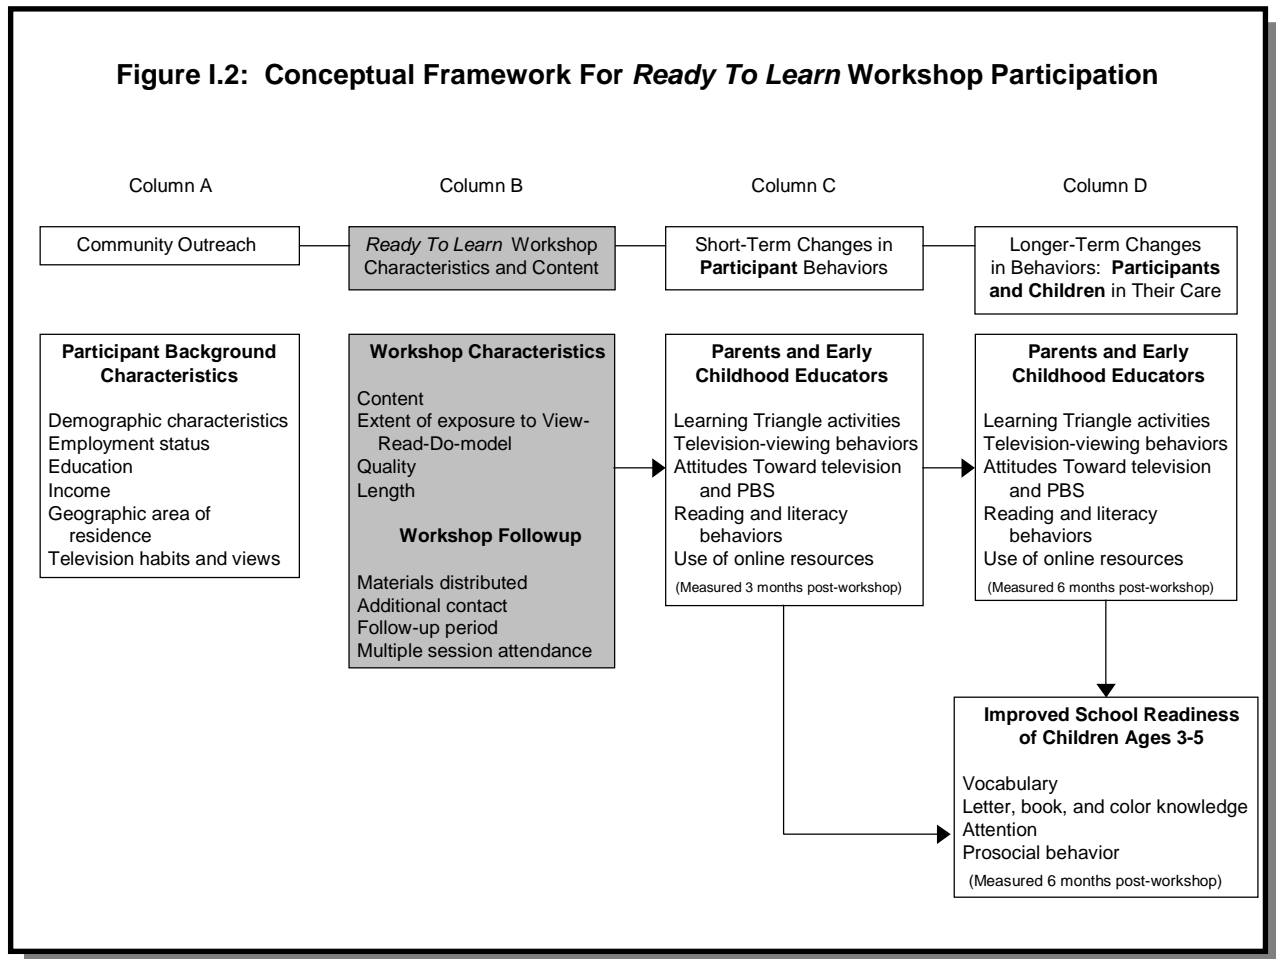 Figure I.2: Conceptual Framework For Ready To Learn Workshop Participation
Column A
Column B
Column C
Column D
Community Outreach
Ready To Learn Workshop
Characteristics and Content
Short-Term Changes in
Participant Behaviors
Longer-Term Changes
in Behaviors: Participants
and Children in Their Care
Participant Background
Characteristics
Demographic characteristics
Employment status
Education
Income
Geographic area of
residence
Television habits and views
Workshop Characteristics
Content
Extent of exposure to View-
Read-Do-model
Quality
Length
Workshop Followup
Materials distributed
Additional contact
Follow-up period
Multiple session attendance
Parents and Early
Childhood Educators
Learning Triangle activities
Television-viewing behaviors
Attitudes Toward television
and PBS
Reading and literacy
behaviors
Use of online resources
(Measured 3 months post-workshop)
Parents and Early
Childhood Educators
Learning Triangle activities
Television-viewing behaviors
Attitudes Toward television
and PBS
Reading and literacy
behaviors
Use of online resources
(Measured 6 months post-workshop)
Improved School Readiness
of Children Ages 3-5
Vocabulary
Letter, book, and color knowledge
Attention
Prosocial behavior
(Measured 6 months post-workshop)